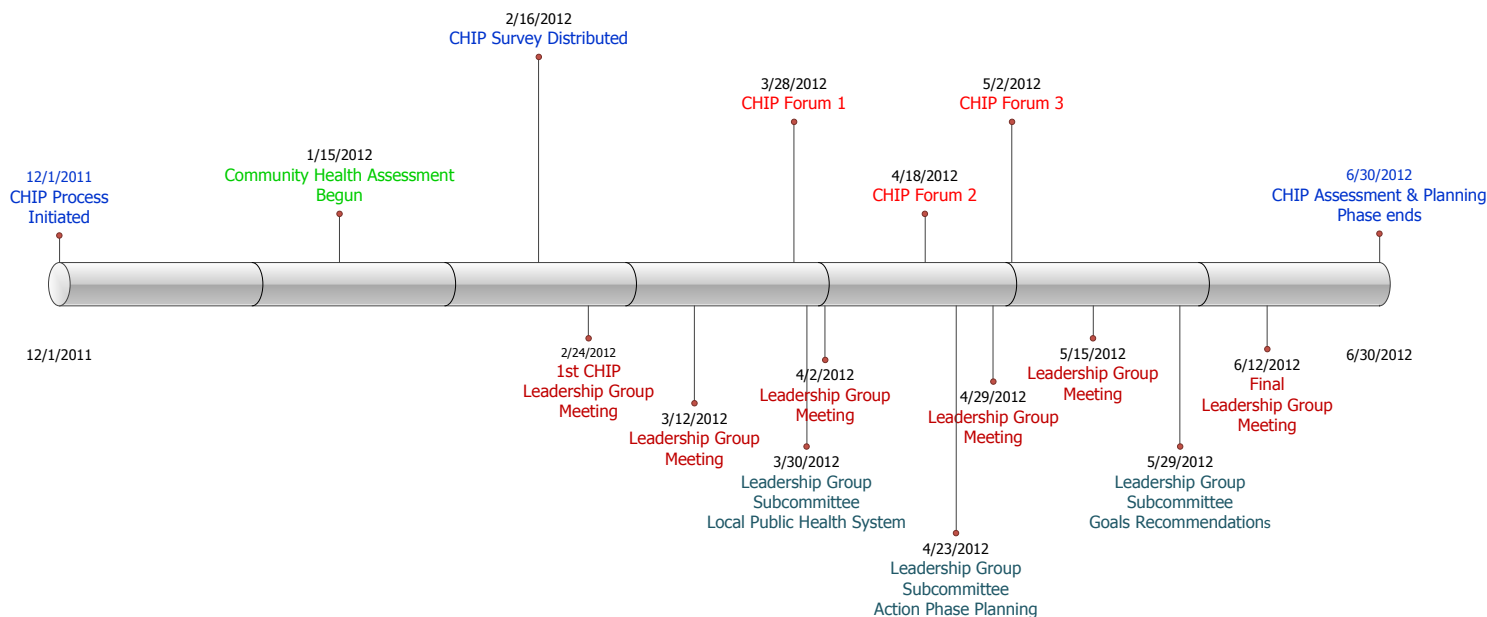 2/16/2012
CHIP Survey Distributed
3/28/2012
CHIP Forum 1
5/2/2012
CHIP Forum 3
1/15/2012
Community Health Assessment
Begun
12/1/2011
CHIP Process
Initiated
4/18/2012
CHIP Forum 2
6/30/2012
CHIP Assessment & Planning
Phase ends
12/1/2011
6/30/2012
2/24/2012
1st CHIP
Leadership Group
Meeting
3/12/2012
Leadership Group
Meeting
4/2/2012
Leadership Group
Meeting
3/30/2012
Leadership Group
Subcommittee
Local Public Health System
4/29/2012
Leadership Group
Meeting
4/23/2012
Leadership Group
Subcommittee
Action Phase Planning
5/15/2012
Leadership Group
Meeting
5/29/2012
Leadership Group
Subcommittee
Goals Recommendations
6/12/2012
Final
Leadership Group
Meeting